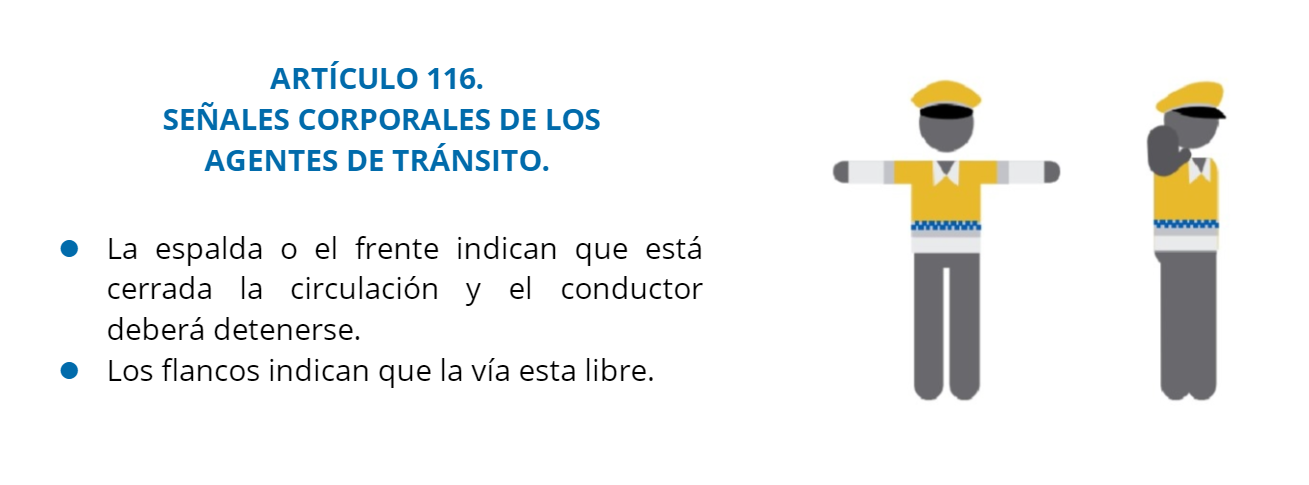 ARTÍCULO 116.
SEÑALES CORPORALES DE LOS
AGENTES DE TRÁNSITO.
● La espalda o el frente indican que está
cerrada la circulación y el conductor
deberá detenerse.
● Los flancos indican que la vía esta libre.